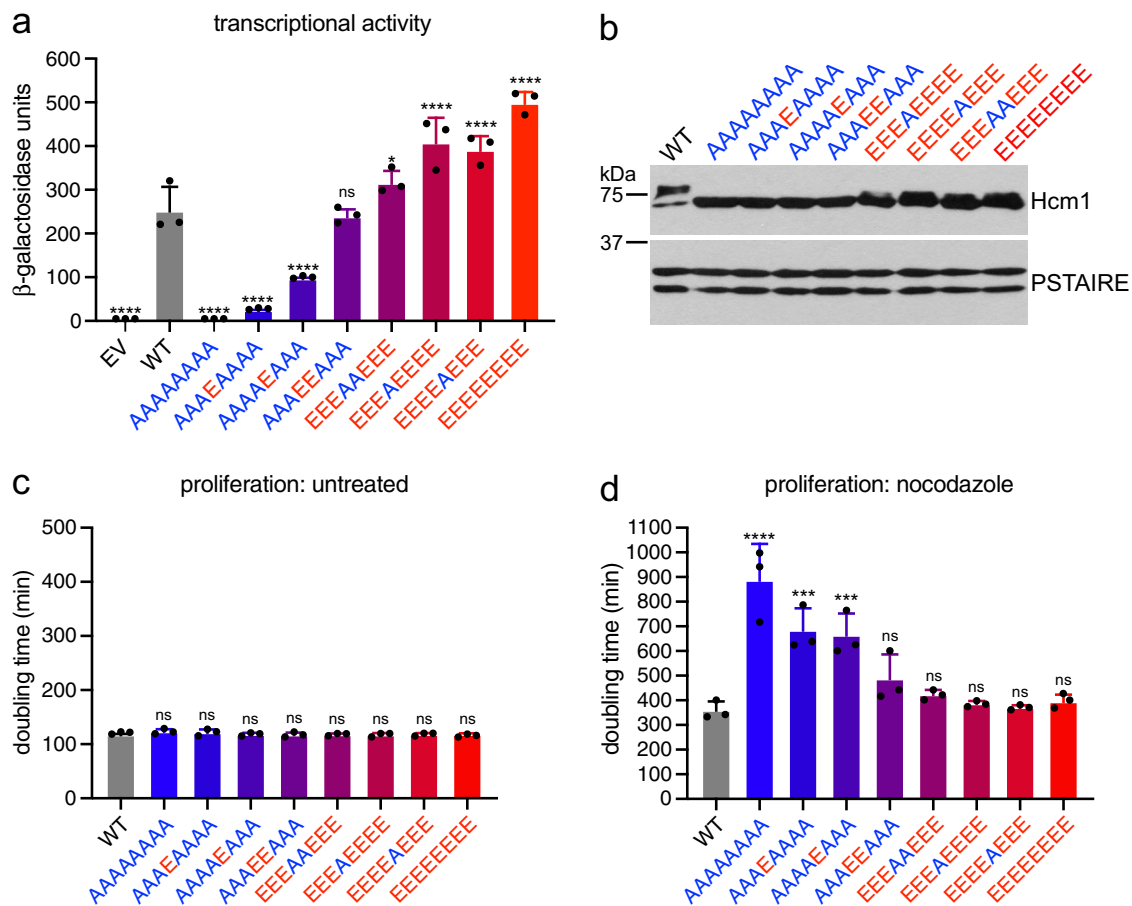 a
transcriptional activity
β-galactosidase units
600
500
400
300
200
100
0
****
****
****
****
ns
*
****
****
****
EV
WT
AAAAAAAA
AAAEAAAA
AAAAEAAA
AAAEEAAA
EEEAAEEE
EEEAEEEE
EEEEAEEE
EEEEEEEE
b
WT
AAAAAAAA
AAAEAAAA
AAAAEAAA
AAAEEAAA
EEEAEEEE
EEEEAEEE
EEEAAEEE
EEEEEEEE
kDa
75
37
Hcm1
PSTAIRE
c
proliferation: untreated
doubling time (min)
500
400
300
200
100
0
ns
ns
ns
ns
ns
ns
ns
ns
WT
AAAAAAAA
AAAEAAAA
AAAAEAAA
AAAEEAAA
EEEAAEEE
EEEAEEEE
EEEEAEEE
EEEEEEEE
d
proliferation: nocodazole
doubling time (min)
1100
1000
900
800
700
600
500
400
300
200
100
0
****
***
***
ns
ns
ns
ns
ns
WT
AAAAAAAA
AAAEAAAA
AAAAEAAA
AAAEEAAA
EEEAAEEE
EEEAEEEE
EEEEAEEE
EEEEEEEE